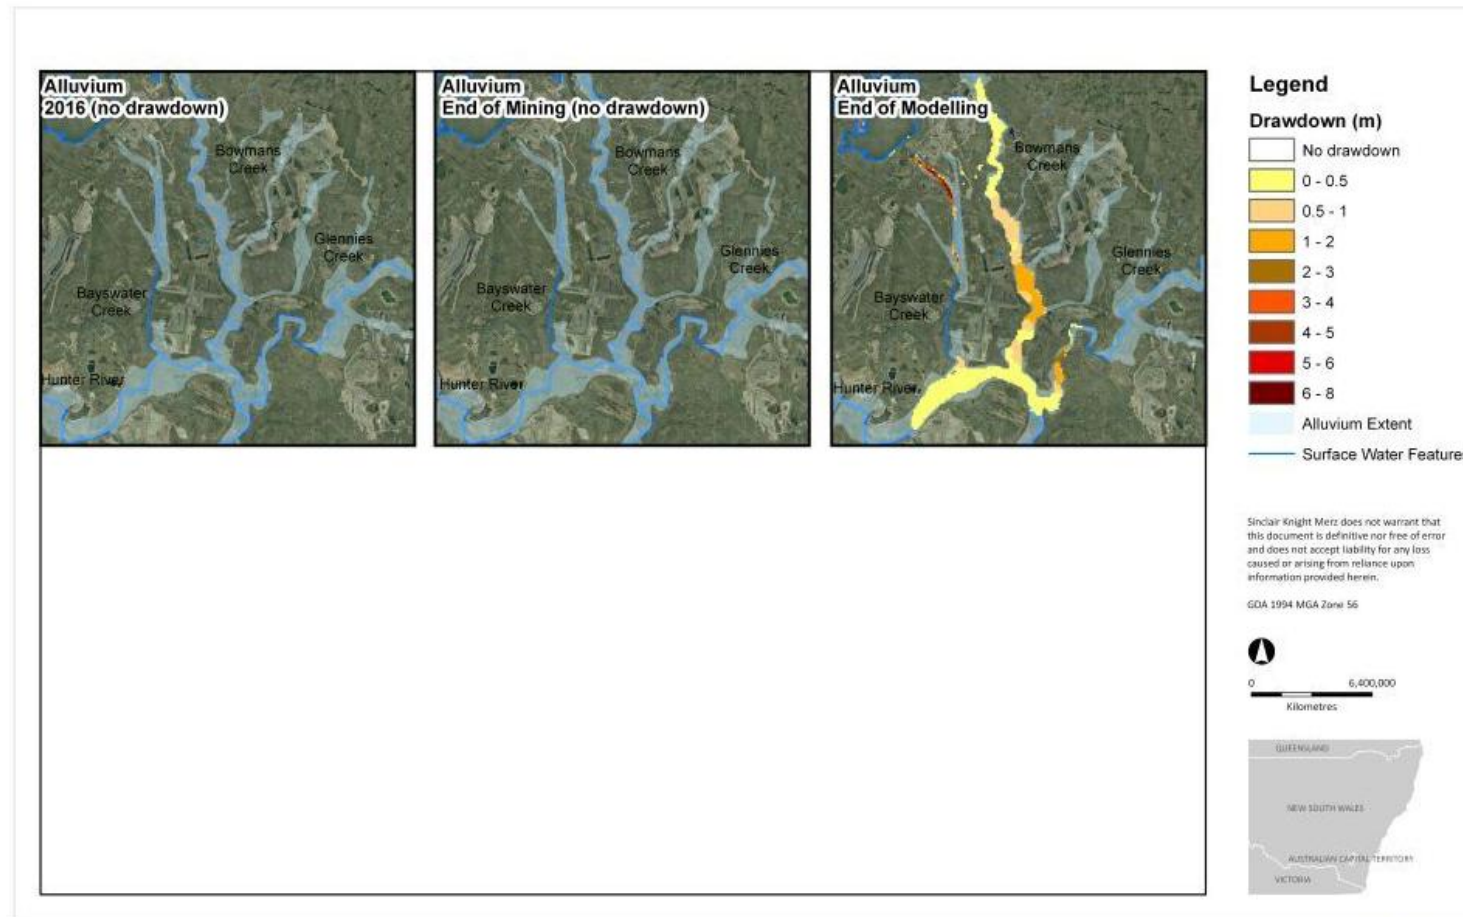 Alluvium
2016 (no drawdown)
Bowmans
Creek
Glennies
Creek
Bayswater
Creek
Hunter River
Alluvium
End of Mining (no drawdown)
Bowmans
Creek
Glennies
Creek
Bayswater
Creek
Hunter River
Alluvium
End of Modelling
Bowmans
Creek
Glennies
Creek
Bayswater
Creek
Hunter River
Legend
Drawdown (m)
No drawdown
0 - 0.5
0.5 - 1
1 - 2
2 - 3
3 - 4
4 - 5
5 - 6
6 - 8
Alluvium Extent
Surface Water Feature
Sinclair Knight Merz does not warrant that
this document is definitive nor free of error
and does not accept liability for any loss
caused or arising from reliance upon
information provided herein.
GDA 1994 MGA Zone 56
0 6,400,000
Kilometres
QUEENSLAND
NEW SOUTH WALES
AUSTRALIAN CAPITAL TERRITORY
VICTORIA